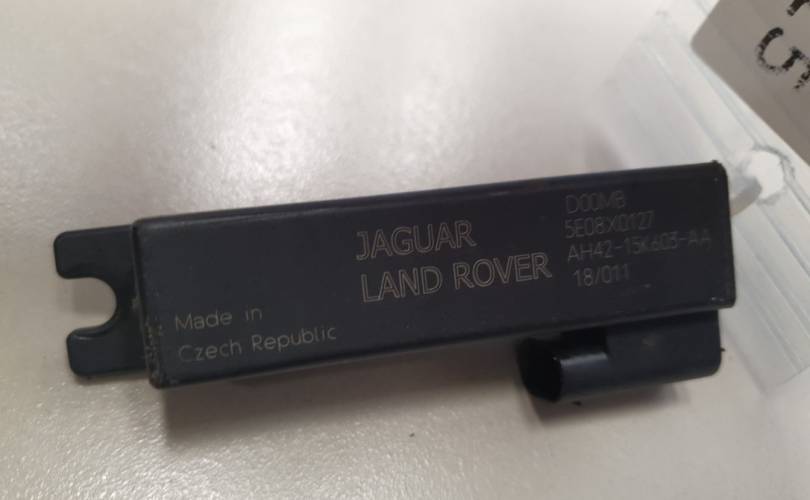 JAGUAR
LAND ROVER
D00MB
5E08X0127
AH42-15K603-AA
18/011
Made in
Czech Republic